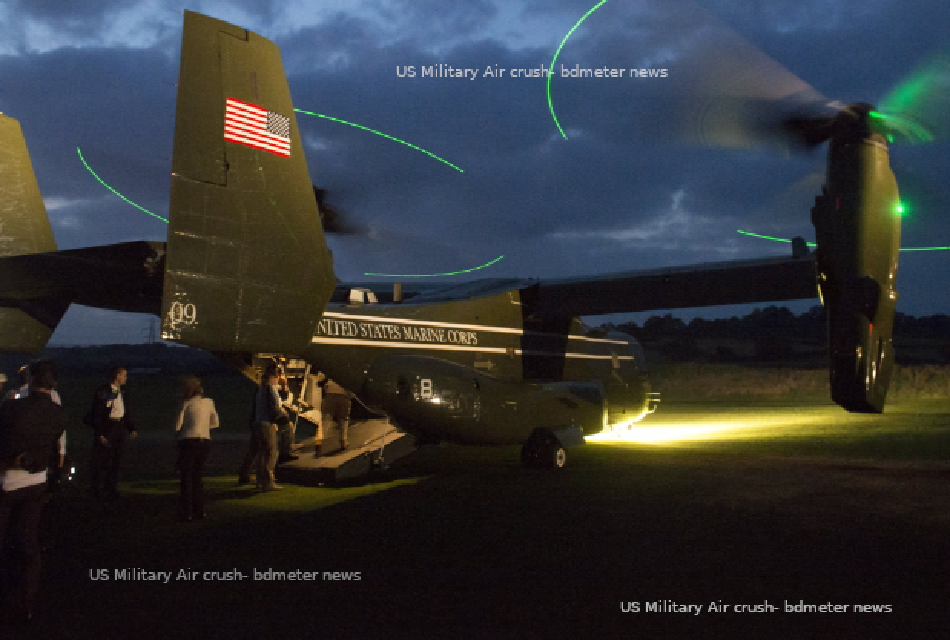 US Military Air crush- bdmeter news
09
UNITED STATES MARINE CORPS
8
US Military Air crush- bdmeter news
US Military Air crush- bdmeter news